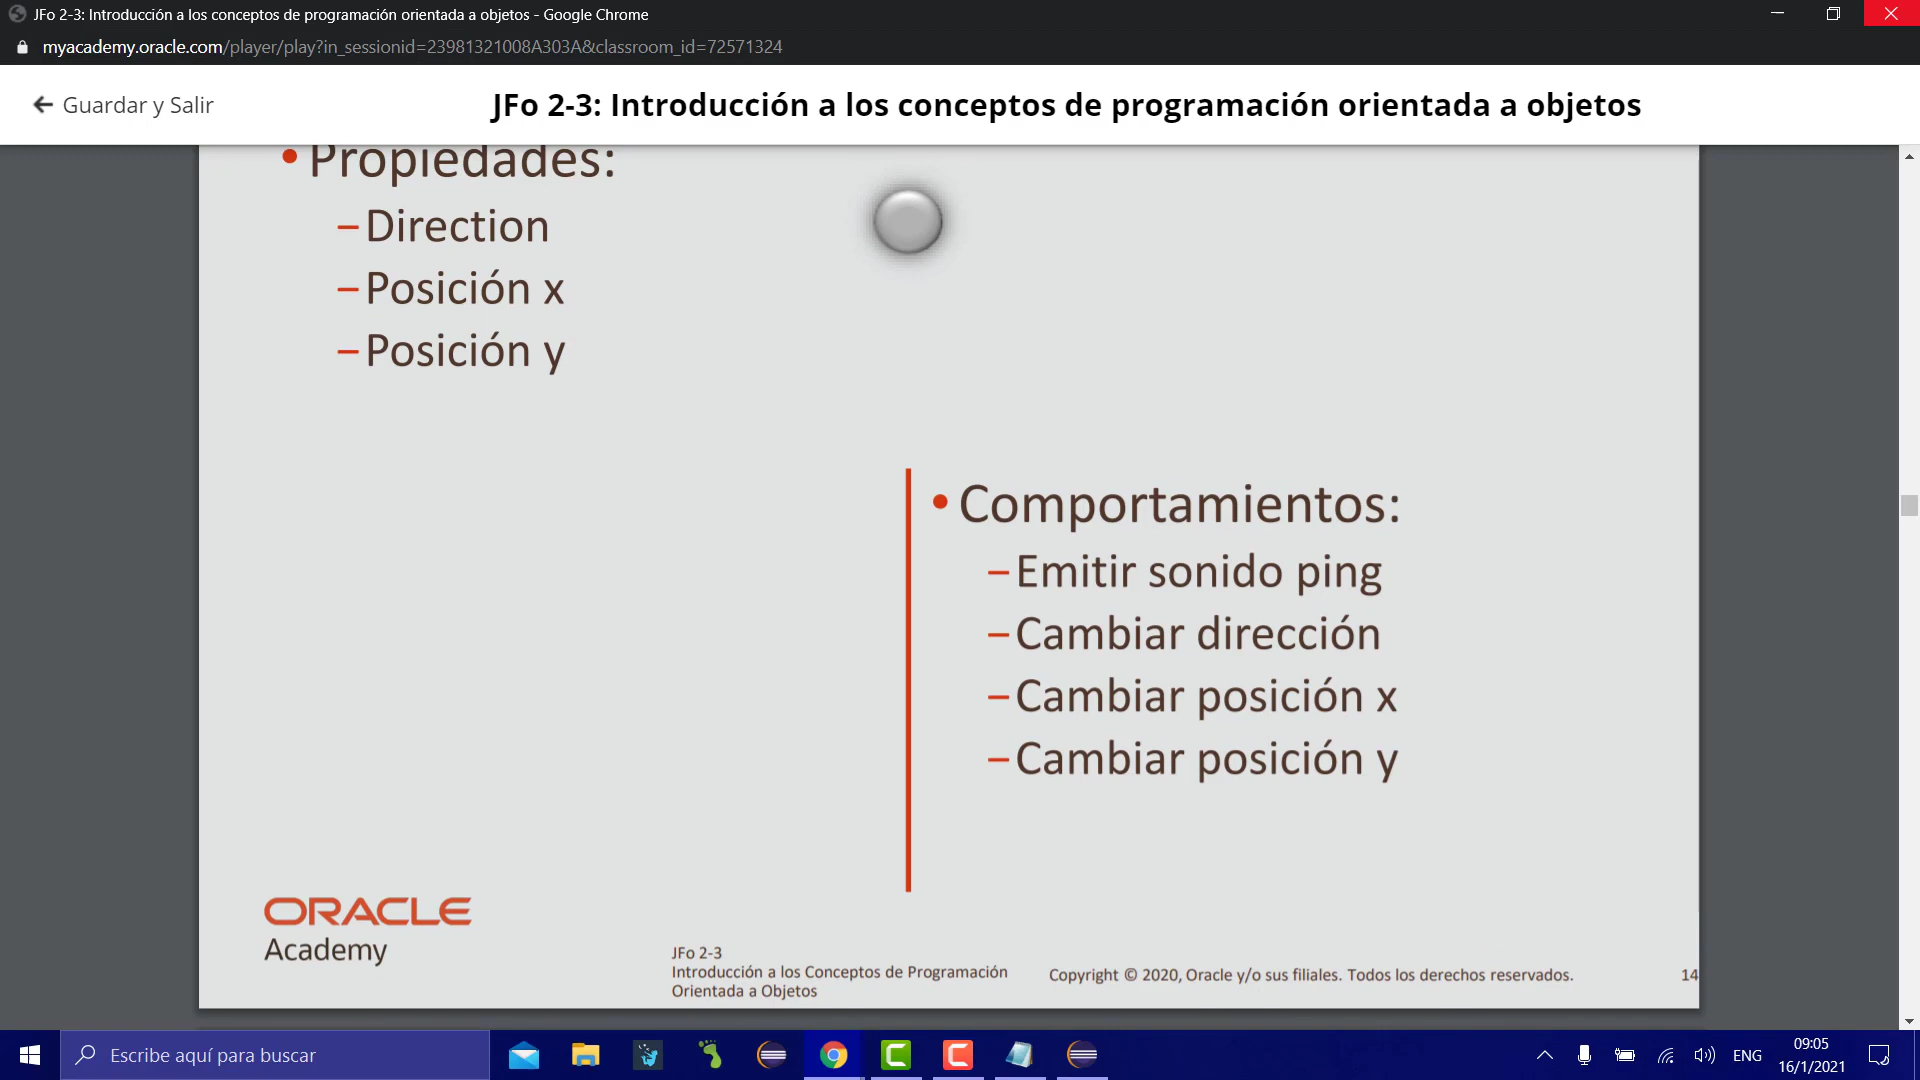 JFo 2-3: Introducción a los conceptos de programación orientada a objetos - Google Chrome
myacademy.oracle.com/player/play?in_sessionid=23981321008A303A&classroom_id=72571324
← Guardar y Salir
JFo 2-3: Introducción a los conceptos de programación orientada a objetos
• Propiedades:
–Direction
–Posición x
–Posición y
• Comportamientos:
–Emitir sonido ping
–Cambiar dirección
–Cambiar posición x
–Cambiar posición y
ORACLE
Academy
JFo 2-3
Introducción a los Conceptos de Programación
Orientada a Objetos
Copyright © 2020, Oracle y/o sus filiales. Todos los derechos reservados.
14
Escribe aquí para buscar
ENG
09:05
16/1/2021